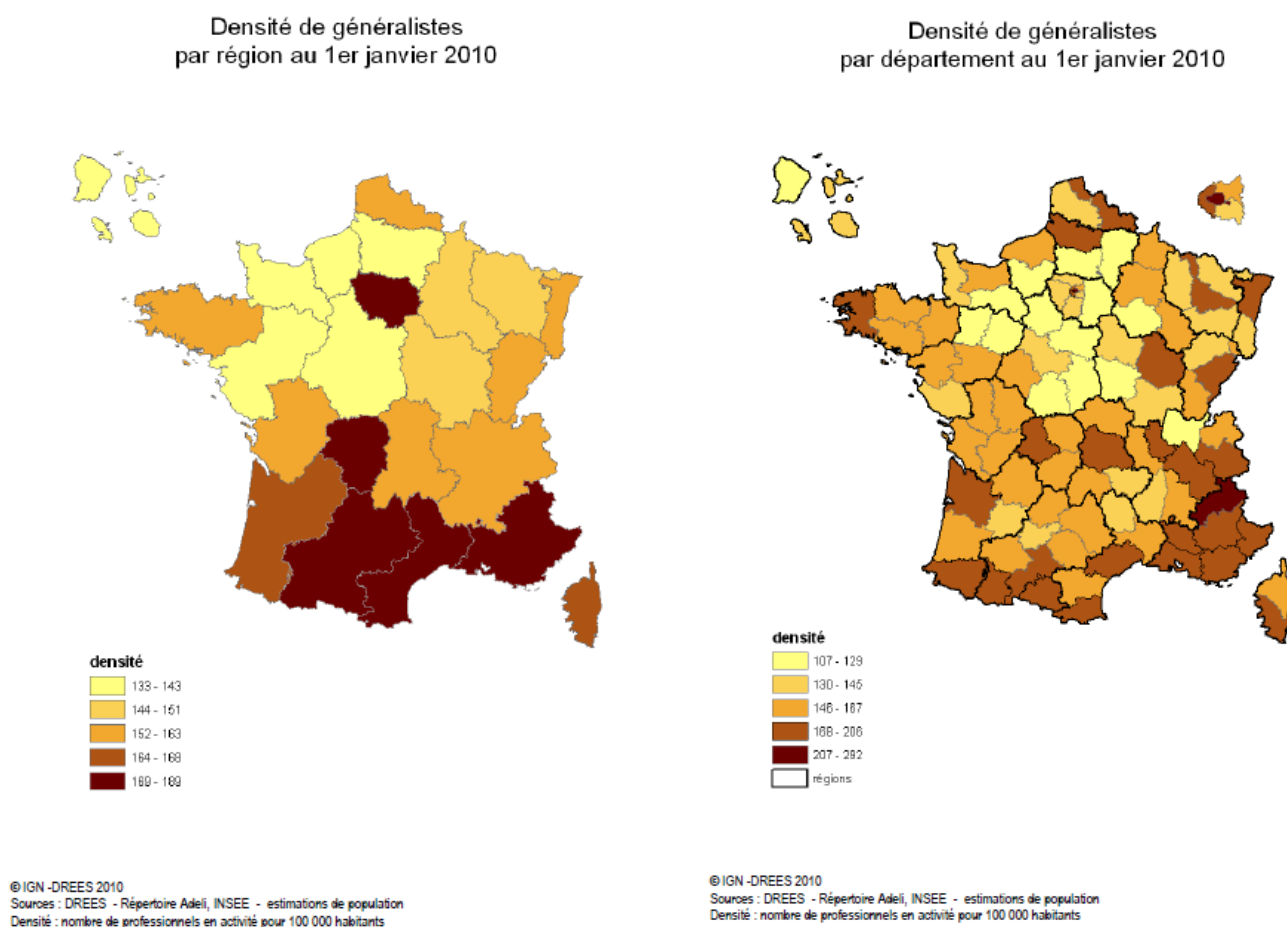 Densité de généralistes
par région au 1er janvier 2010
densité
133 - 143
144 - 151
152 - 163
164 - 168
169 - 189
© IGN -DREES 2010
Sources : DREES - Répertoire Adeli, INSEE - estimations de population
Densité : nombre de professionnels en activité pour 100 000 habitants
Densité de généralistes
par département au 1er janvier 2010
densité
107 - 129
130 - 145
146 - 167
168 - 206
207 - 292
régions
© IGN -DREES 2010
Sources : DREES - Répertoire Adeli, INSEE - estimations de population
Densité : nombre de professionnels en activité pour 100 000 habitants